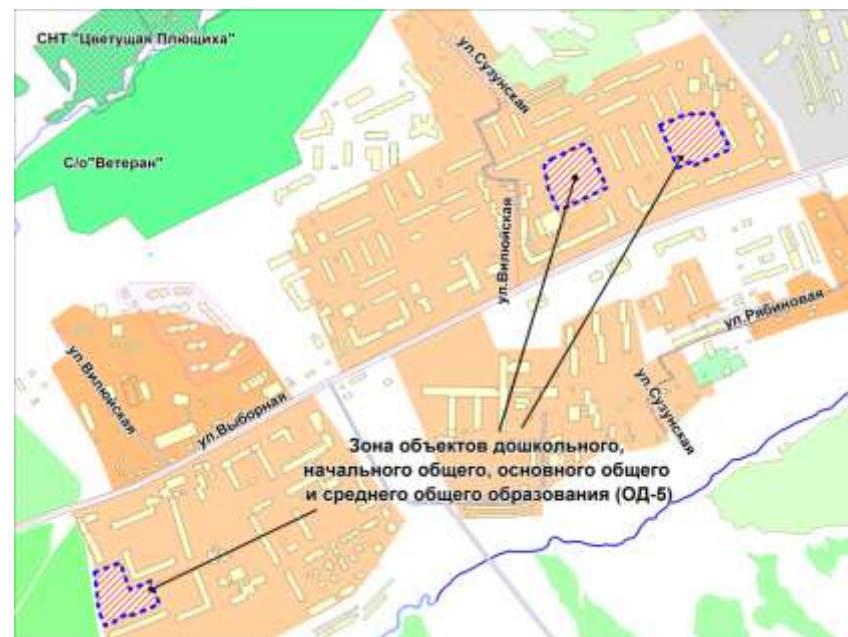 СНТ "Цветущая Плющиха"
ул.Сузунская
С/о"Ветеран"
ул.Вилюйская
ул.Рябиновая
ул.Вилюйская
ул.Выборная
ул.Сузунская
Зона объектов дошкольного,
начального общего, основного общего
и среднего общего образования (ОД-5)